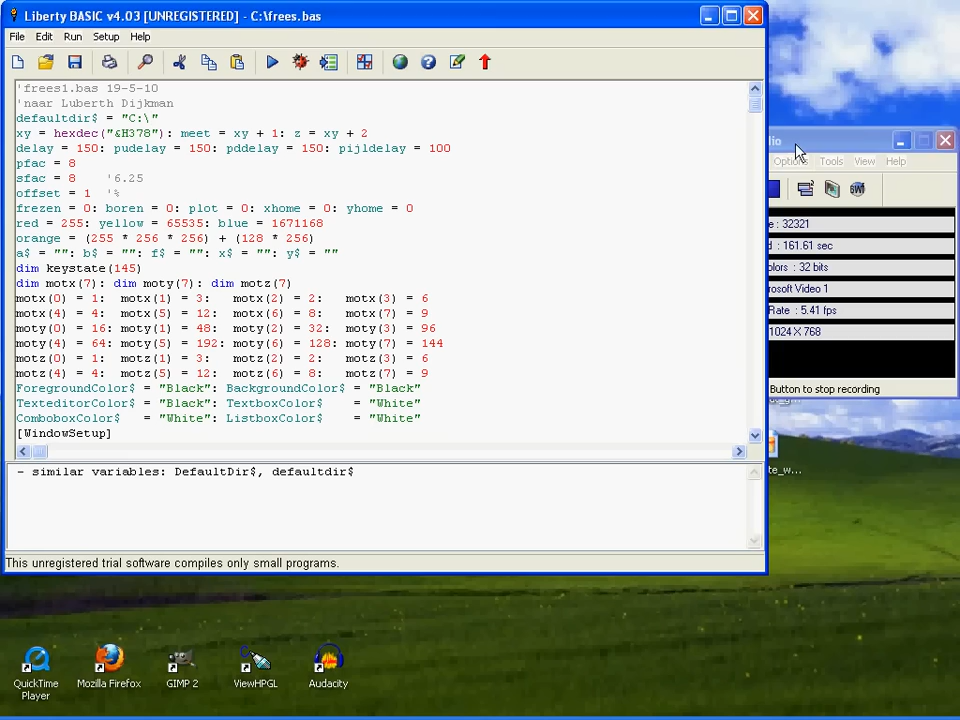 Liberty BASIC v4.03 [UNREGISTERED] - C:\frees.bas
File Edit Run Setup Help
'frees1.bas 19-5-10
'naar Luberth Dijkman
defaultdir$ = "C:\"
xy = hexdec("&H378"): meet = xy + 1: z = xy + 2
delay = 150: pudelay = 150: pddelay = 150: pijldelay = 100
pfac = 8
sfac = 8    '6.25
offset = 1  '%
frezen = 0: boren = 0: plot = 0: xhome = 0: yhome = 0
red = 255: yellow = 65535: blue = 1671168
orange = (255 * 256 * 256) + (128 * 256)
a$ = "": b$ = "": f$ = "": x$ = "": y$ = ""
dim keystate(145)
dim motx(7): dim moty(7): dim motz(7)
motx(0) = 1:  motx(1) = 3:   motx(2) = 2:   motx(3) = 6
motx(4) = 4:  motx(5) = 12:  motx(6) = 8:   motx(7) = 9
moty(0) = 16: moty(1) = 48:  moty(2) = 32:  moty(3) = 96
moty(4) = 64: moty(5) = 192: moty(6) = 128: moty(7) = 144
motz(0) = 1:  motz(1) = 3:   motz(2) = 2:   motz(3) = 6
motz(4) = 4:  motz(5) = 12:  motz(6) = 8:   motz(7) = 9
ForegroundColor$ = "Black": BackgroundColor$ = "Black"
TexteditorColor$ = "Black": TextboxColor$    = "White"
ComboboxColor$   = "White": ListboxColor$    = "White"
[WindowSetup]
- similar variables: DefaultDir$, defaultdir$
This unregistered trial software compiles only small programs.
dio
Options Tools View Help
SWF
e : 32321
d : 161.61 sec
olors : 32 bits
rosoft Video 1
Rate : 5.41 fps
1024 X 768
Button to stop recording
te_w...
QuickTime Player
Mozilla Firefox
GIMP 2
ViewHPGL
Audacity